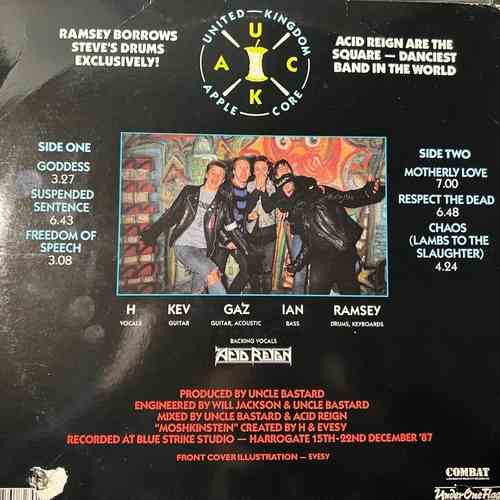 RAMSEY BORROWS
STEVE'S DRUMS
EXCLUSIVELY!
UNITED KINGDOM
U
A C
K
APPLE CORE
ACID REIGN ARE THE
SQUARE — DANCIEST
BAND IN THE WORLD
SIDE ONE
GODDESS
3.27
SUSPENDED
SENTENCE
6.43
FREEDOM OF
SPEECH
3.08
SIDE TWO
MOTHERLY LOVE
7.00
RESPECT THE DEAD
6.48
CHAOS
(LAMBS TO THE
SLAUGHTER)
4.24
H KEV GAZ IAN RAMSEY
VOCALS GUITAR GUITAR, ACOUSTIC BASS DRUMS, KEYBOARDS
BACKING VOCALS
ACID REIGN
PRODUCED BY UNCLE BASTARD
ENGINEERED BY WILL JACKSON & UNCLE BASTARD
MIXED BY UNCLE BASTARD & ACID REIGN
"MOSHKINSTEIN" CREATED BY H & EVESY
RECORDED AT BLUE STRIKE STUDIO — HARROGATE 15TH-22ND DECEMBER '87
FRONT COVER ILLUSTRATION — EVESY
COMBAT
Under One Flag